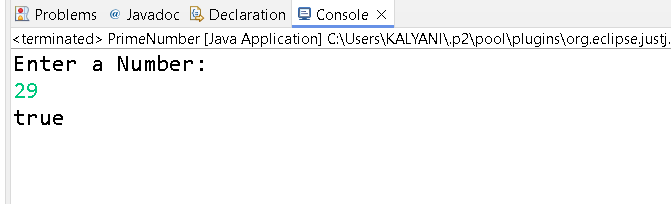 Problems @ Javadoc Declaration Console
<terminated> PrimeNumber [Java Application] C:\Users\KALYANI\.p2\pool\plugins\org.eclipse.justj.
Enter a Number:
29
true